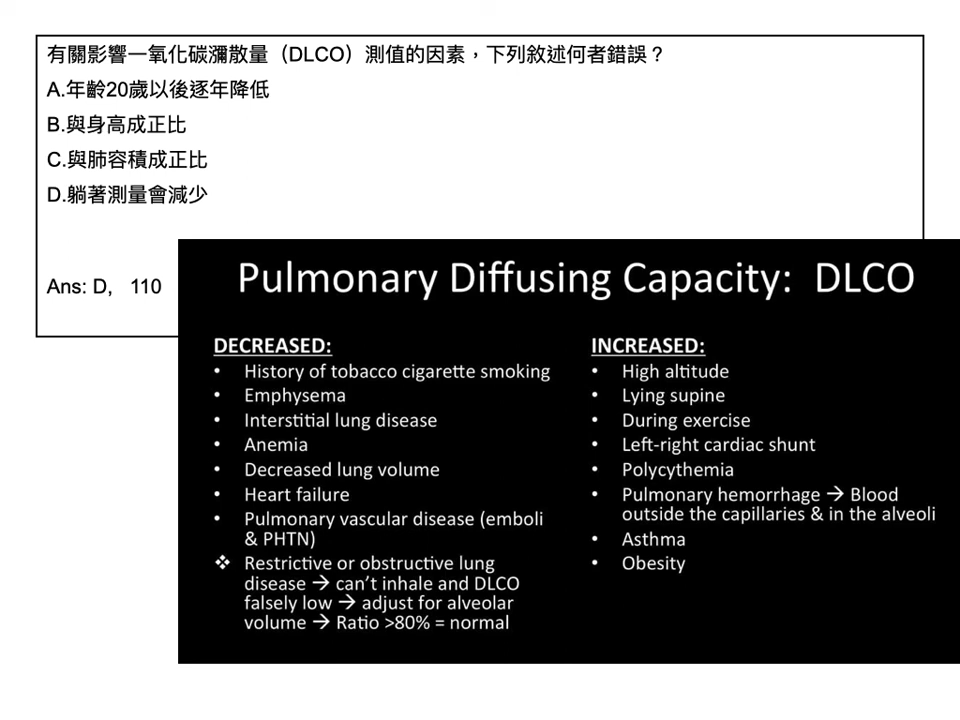 有關影響一氧化碳瀰散量（DLCO）測值的因素，下列敘述何者錯誤？
A.年齡20歲以後逐年降低
B.與身高成正比
C.與肺容積成正比
D.躺著測量會減少
Ans: D, 110
Pulmonary Diffusing Capacity: DLCO
DECREASED:
• History of tobacco cigarette smoking
• Emphysema
• Interstitial lung disease
• Anemia
• Decreased lung volume
• Heart failure
• Pulmonary vascular disease (emboli
& PHTN)
❖ Restrictive or obstructive lung
disease → can't inhale and DLCO
falsely low → adjust for alveolar
volume → Ratio >80% = normal
INCREASED:
• High altitude
• Lying supine
• During exercise
• Left-right cardiac shunt
• Polycythemia
• Pulmonary hemorrhage → Blood
outside the capillaries & in the alveoli
• Asthma
• Obesity